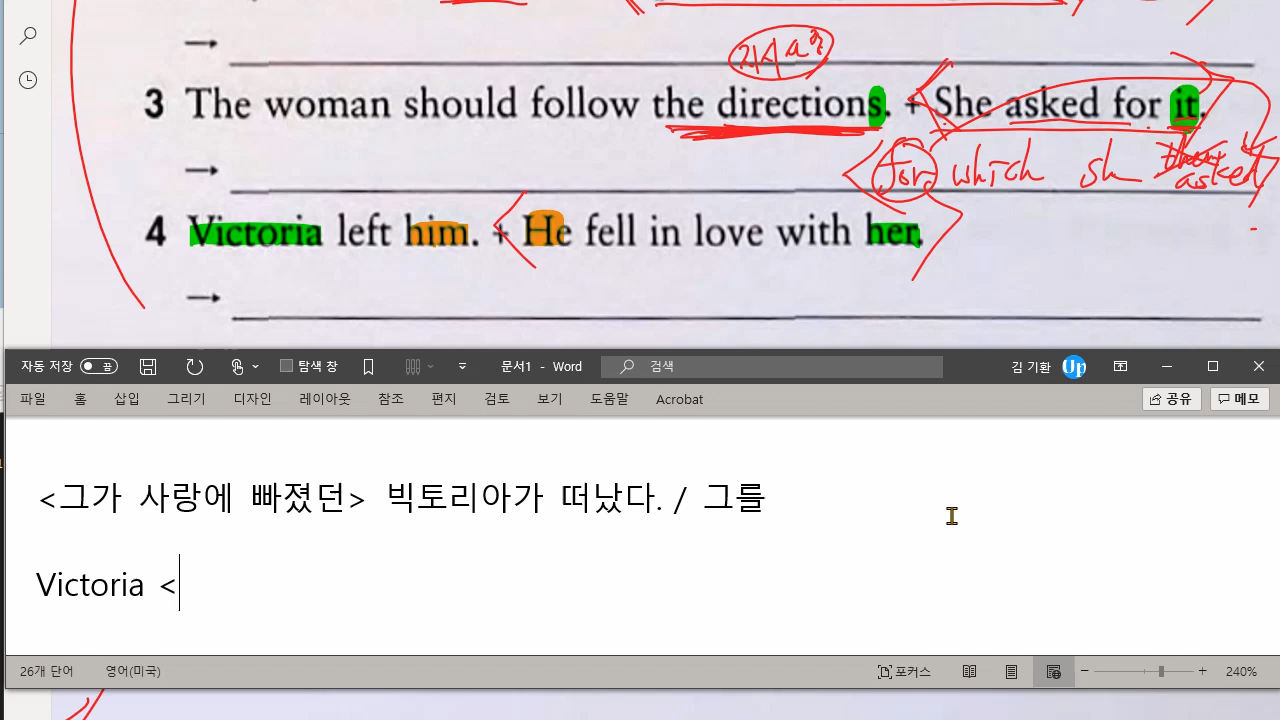 →
지시 a
3 The woman should follow the directions. + She asked for it.
→
for which sh asked
4 Victoria left him. + He fell in love with her.
→
자동 저장 끔 탐색 창 문서1 - Word 검색 김 기환 Up
파일 홈 삽입 그리기 디자인 레이아웃 참조 편지 검토 보기 도움말 Acrobat 공유 메모
<그가 사랑에 빠졌던> 빅토리아가 떠났다. / 그를
Victoria <
26개 단어 영어(미국) 포커스 240%